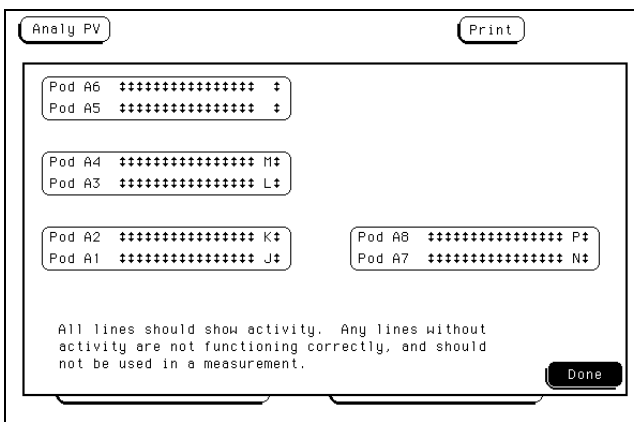 Analy PV
Print
Pod A6 ↕↕↕↕↕↕↕↕↕↕↕↕↕↕↕↕ ↕
Pod A5 ↕↕↕↕↕↕↕↕↕↕↕↕↕↕↕↕ ↕
Pod A4 ↕↕↕↕↕↕↕↕↕↕↕↕↕↕↕↕ M↕
Pod A3 ↕↕↕↕↕↕↕↕↕↕↕↕↕↕↕↕ L↕
Pod A2 ↕↕↕↕↕↕↕↕↕↕↕↕↕↕↕↕ K↕
Pod A1 ↕↕↕↕↕↕↕↕↕↕↕↕↕↕↕↕ J↕
Pod A8 ↕↕↕↕↕↕↕↕↕↕↕↕↕↕↕↕ P↕
Pod A7 ↕↕↕↕↕↕↕↕↕↕↕↕↕↕↕↕ N↕
All lines should show activity. Any lines without
activity are not functioning correctly, and should
not be used in a measurement.
Done